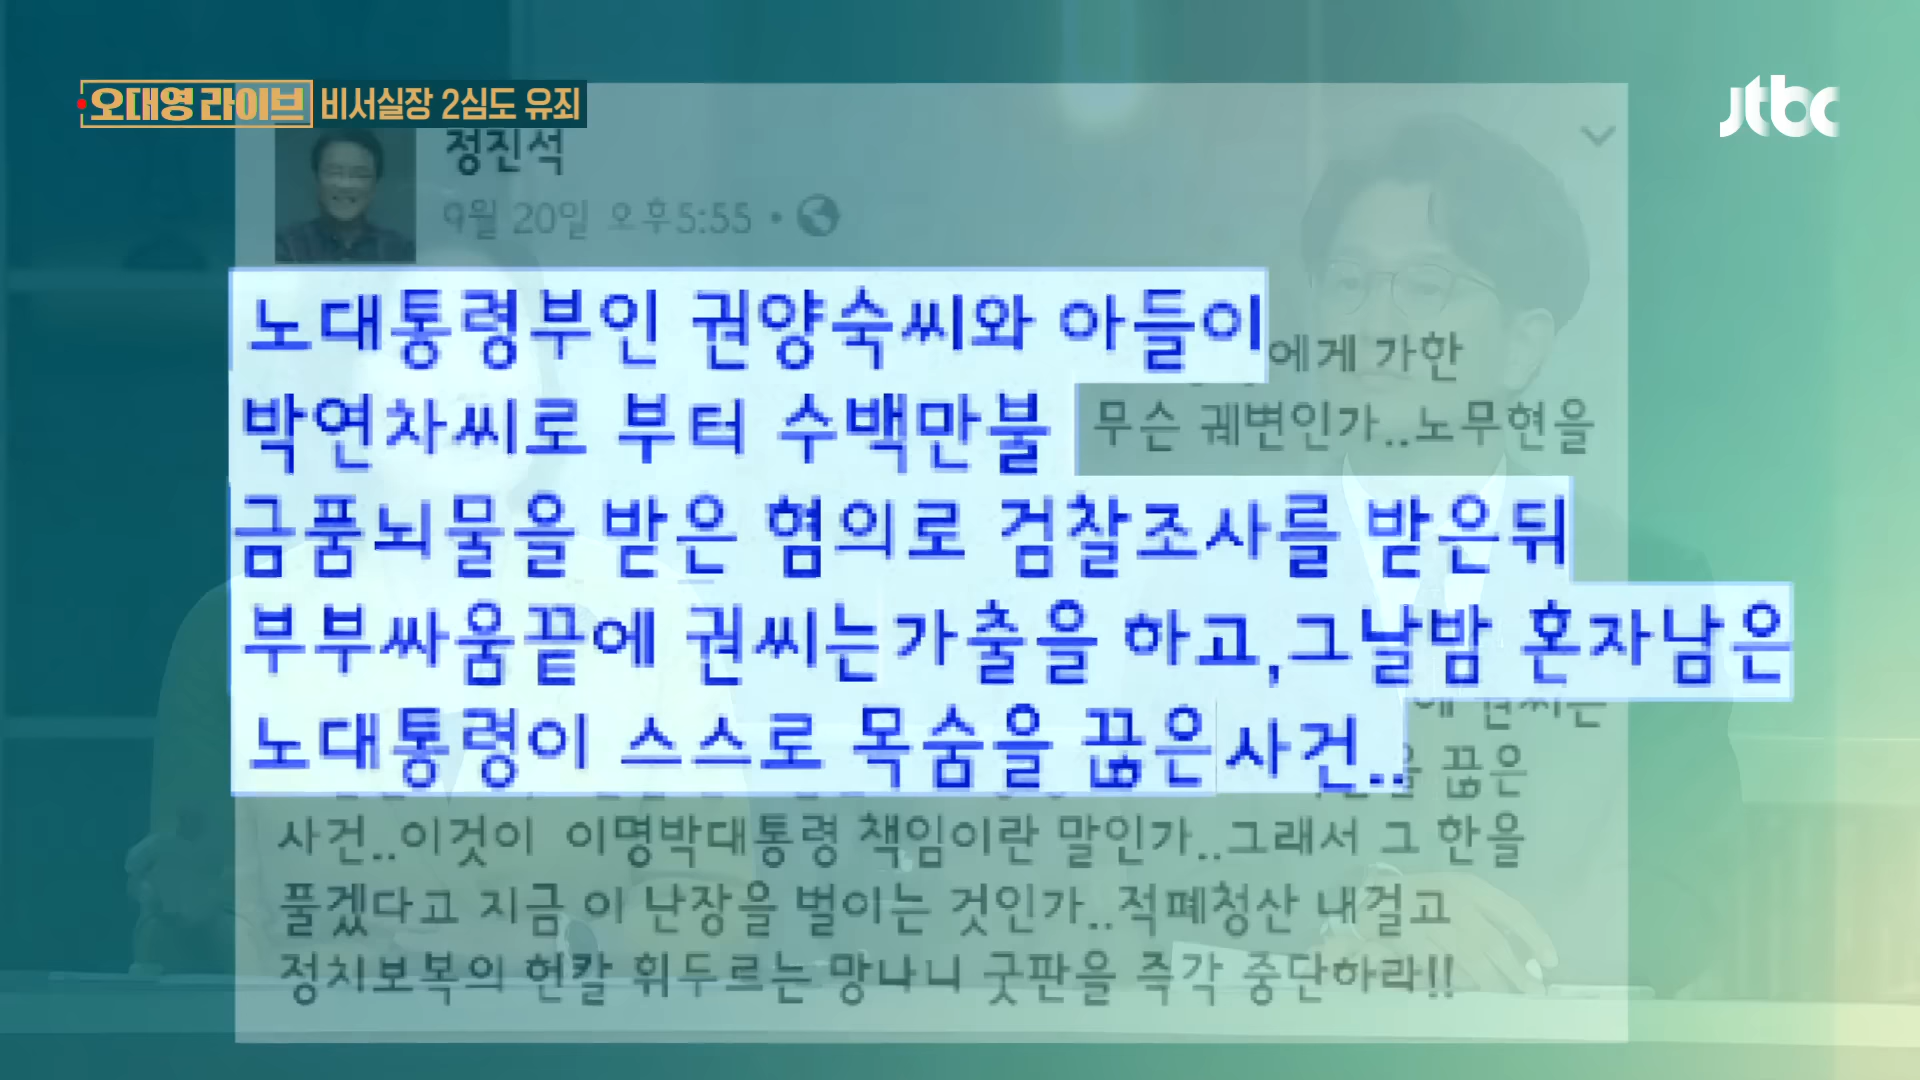 오대영 라이브 비서실장 2심도 유죄
jtbc
정진석
9월 20일 오후5:55
노대통령부인 권양숙씨와 아들이
에게 가한
박연차씨로 부터 수백만불
무슨 궤변인가..노무현을
금품뇌물을 받은 혐의로 검찰조사를 받은뒤
부부싸움끝에 권씨는가출을 하고,그날밤 혼자남은
권씨는
노대통령이 스스로 목숨을 끊은사건..
끊은
사건..이것이 이명박대통령 책임이란 말인가..그래서 그 한을
풀겠다고 지금 이 난장을 벌이는 것인가..적폐청산 내걸고
정치보복의 헌칼 휘두르는 망나니 굿판을 즉각 중단하라!!